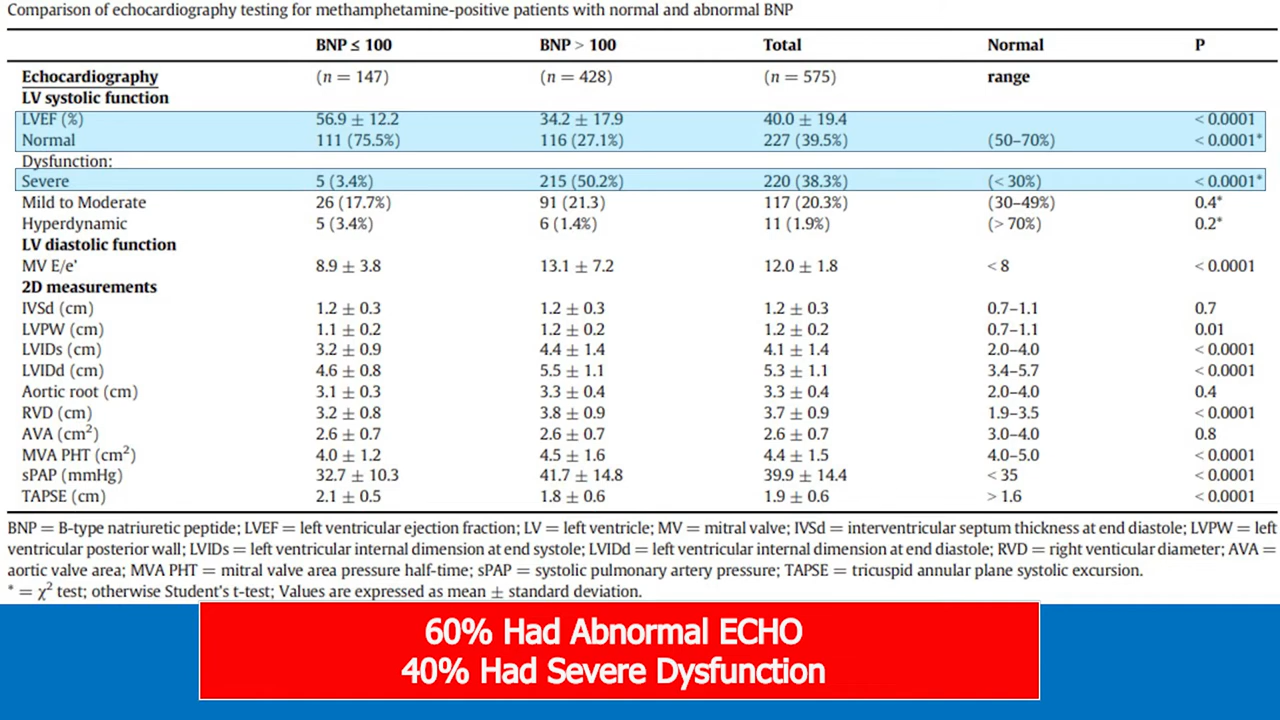 Comparison of echocardiography testing for methamphetamine-positive patients with normal and abnormal BNP
BNP ≤ 100 BNP > 100 Total Normal P
Echocardiography (n = 147) (n = 428) (n = 575) range
LV systolic function
LVEF (%) 56.9 ± 12.2 34.2 ± 17.9 40.0 ± 19.4 < 0.0001
Normal 111 (75.5%) 116 (27.1%) 227 (39.5%) (50–70%) < 0.0001*
Dysfunction:
Severe 5 (3.4%) 215 (50.2%) 220 (38.3%) (< 30%) < 0.0001*
Mild to Moderate 26 (17.7%) 91 (21.3) 117 (20.3%) (30–49%) 0.4*
Hyperdynamic 5 (3.4%) 6 (1.4%) 11 (1.9%) (> 70%) 0.2*
LV diastolic function
MV E/e' 8.9 ± 3.8 13.1 ± 7.2 12.0 ± 1.8 < 8 < 0.0001
2D measurements
IVSd (cm) 1.2 ± 0.3 1.2 ± 0.3 1.2 ± 0.3 0.7–1.1 0.7
LVPW (cm) 1.1 ± 0.2 1.2 ± 0.2 1.2 ± 0.2 0.7–1.1 0.01
LVIDs (cm) 3.2 ± 0.9 4.4 ± 1.4 4.1 ± 1.4 2.0–4.0 < 0.0001
LVIDd (cm) 4.6 ± 0.8 5.5 ± 1.1 5.3 ± 1.1 3.4–5.7 < 0.0001
Aortic root (cm) 3.1 ± 0.3 3.3 ± 0.4 3.3 ± 0.4 2.0–4.0 0.4
RVD (cm) 3.2 ± 0.8 3.8 ± 0.9 3.7 ± 0.9 1.9–3.5 < 0.0001
AVA (cm²) 2.6 ± 0.7 2.6 ± 0.7 2.6 ± 0.7 3.0–4.0 0.8
MVA PHT (cm²) 4.0 ± 1.2 4.5 ± 1.6 4.4 ± 1.5 4.0–5.0 < 0.0001
sPAP (mmHg) 32.7 ± 10.3 41.7 ± 14.8 39.9 ± 14.4 < 35 < 0.0001
TAPSE (cm) 2.1 ± 0.5 1.8 ± 0.6 1.9 ± 0.6 > 1.6 < 0.0001
BNP = B-type natriuretic peptide; LVEF = left ventricular ejection fraction; LV = left ventricle; MV = mitral valve; IVSd = interventricular septum thickness at end diastole; LVPW = left
ventricular posterior wall; LVIDs = left ventricular internal dimension at end systole; LVIDd = left ventricular internal dimension at end diastole; RVD = right venticular diameter; AVA =
aortic valve area; MVA PHT = mitral valve area pressure half-time; sPAP = systolic pulmonary artery pressure; TAPSE = tricuspid annular plane systolic excursion.
* = χ² test; otherwise Student's t-test; Values are expressed as mean ± standard deviation.
60% Had Abnormal ECHO
40% Had Severe Dysfunction